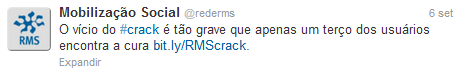 RMS
Mobilização Social @rederms 6 set
O vício do #crack é tão grave que apenas um terço dos usuários
encontra a cura bit.ly/RMScrack.
Expandir